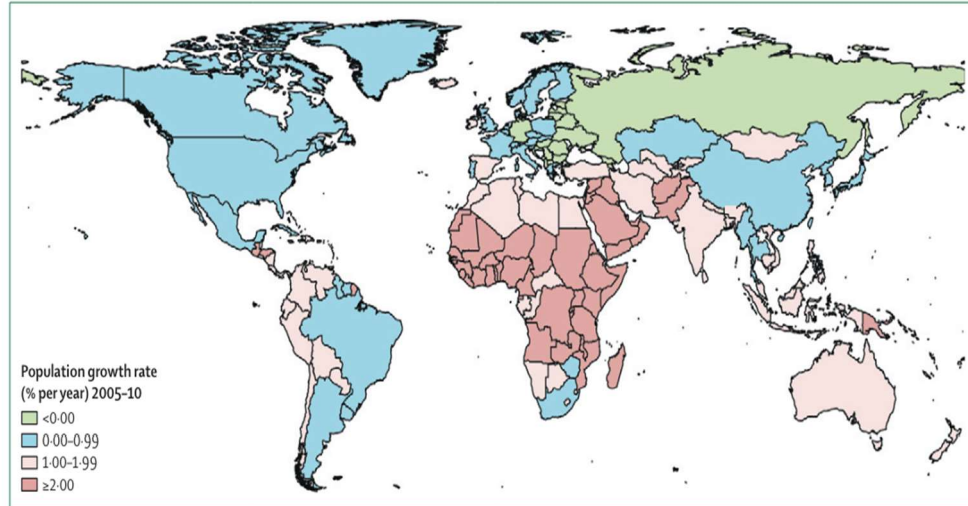 Population growth rate
(% per year) 2005–10
<0·00
0·00–0·99
1·00–1·99
≥2·00